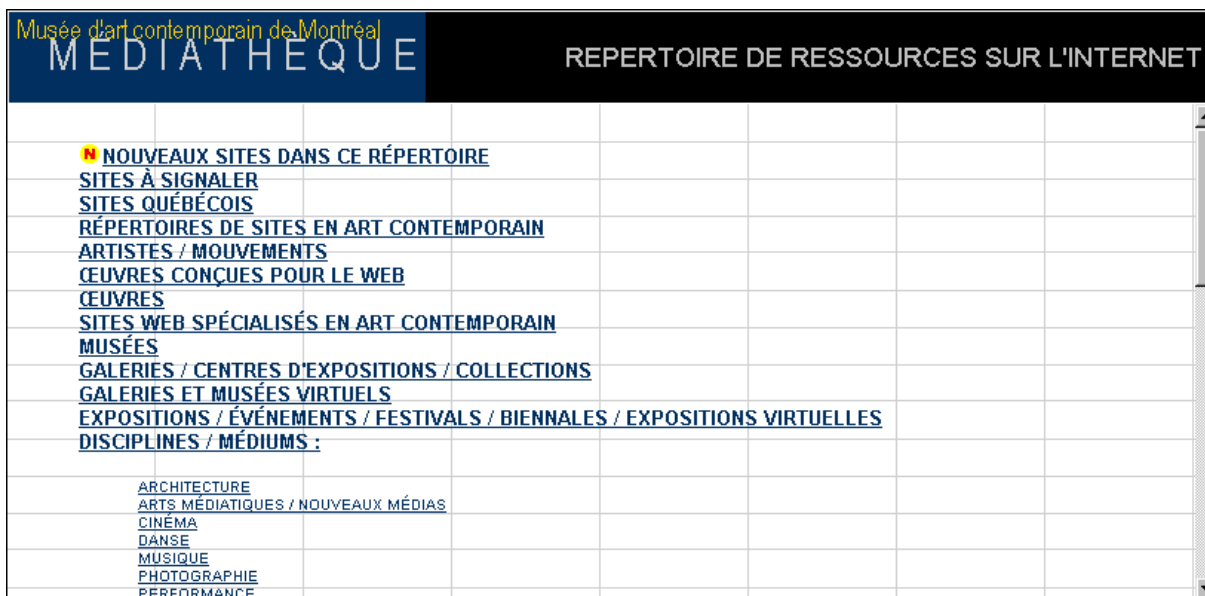 Musée d'art contemporain de Montréal
MÉDIATHÈQUE
REPERTOIRE DE RESSOURCES SUR L'INTERNET
N NOUVEAUX SITES DANS CE RÉPERTOIRE
SITES À SIGNALER
SITES QUÉBÉCOIS
RÉPERTOIRES DE SITES EN ART CONTEMPORAIN
ARTISTES / MOUVEMENTS
ŒUVRES CONÇUES POUR LE WEB
ŒUVRES
SITES WEB SPÉCIALISÉS EN ART CONTEMPORAIN
MUSÉES
GALERIES / CENTRES D'EXPOSITIONS / COLLECTIONS
GALERIES ET MUSÉES VIRTUELS
EXPOSITIONS / ÉVÉNEMENTS / FESTIVALS / BIENNALES / EXPOSITIONS VIRTUELLES
DISCIPLINES / MÉDIUMS :
ARCHITECTURE
ARTS MÉDIATIQUES / NOUVEAUX MÉDIAS
CINÉMA
DANSE
MUSIQUE
PHOTOGRAPHIE
PERFORMANCE